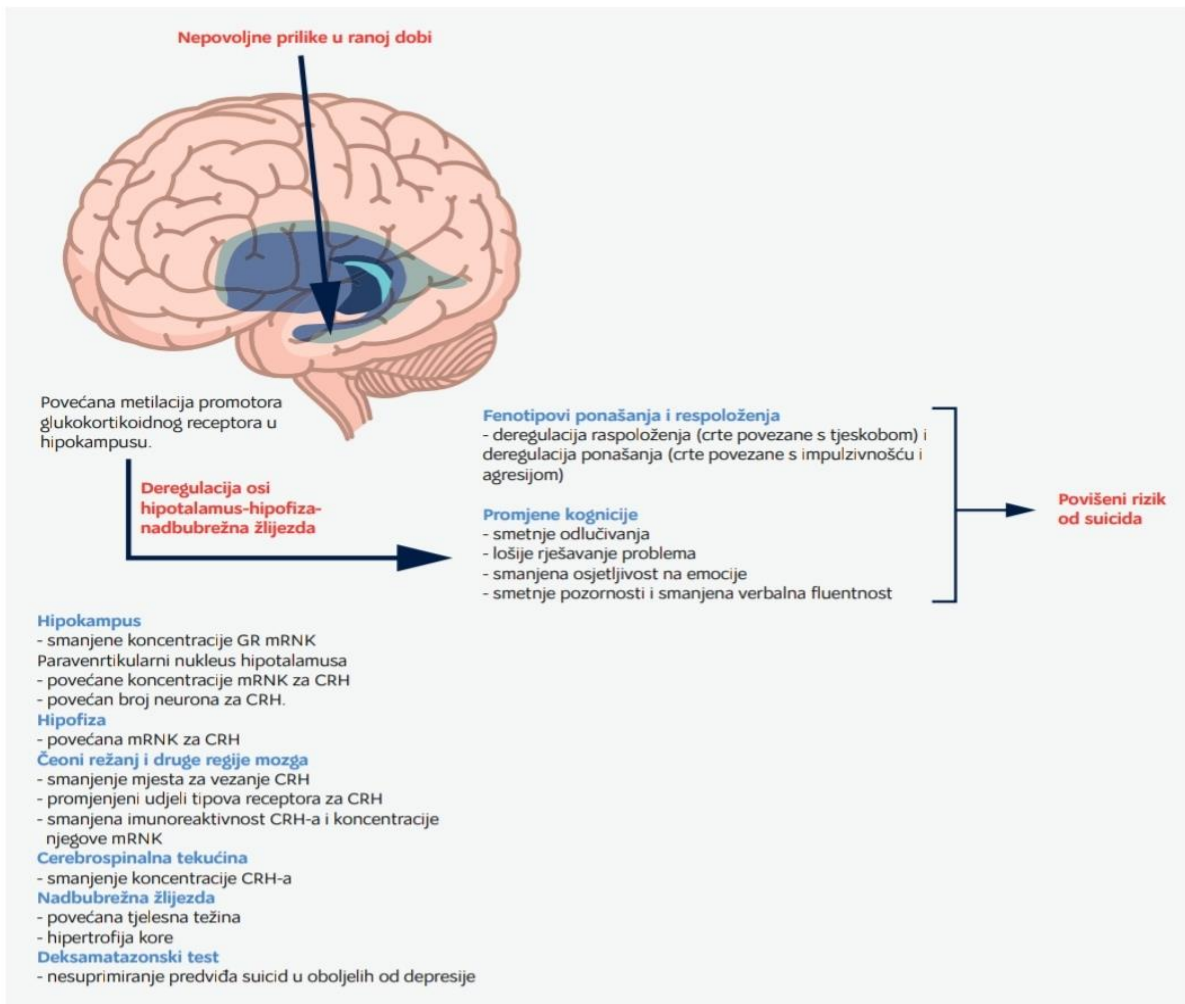 Nepovoljne prilike u ranoj dobi
Povećana metilacija promotora
glukokortikoidnog receptora u
hipokampusu.
Deregulacija osi
hipotalamus-hipofiza-
nadbubrežna žlijezda
Fenotipovi ponašanja i respoloženja
- deregulacija raspoloženja (crte povezane s tjeskobom) i
deregulacija ponašanja (crte povezane s impulzivnošću i
agresijom)
Promjene kognicije
- smetnje odlučivanja
- lošije rješavanje problema
- smanjena osjetljivost na emocije
- smetnje pozornosti i smanjena verbalna fluentnost
Povišeni rizik
od suicida
Hipokampus
- smanjene koncentracije GR mRNK
Paravenrtikularni nukleus hipotalamusa
- povećane koncentracije mRNK za CRH
- povećan broj neurona za CRH.
Hipofiza
- povećana mRNK za CRH
Čeoni režanj i druge regije mozga
- smanjenje mjesta za vezanje CRH
- promjenjeni udjeli tipova receptora za CRH
- smanjena imunoreaktivnost CRH-a i koncentracije
njegove mRNK
Cerebrospinalna tekućina
- smanjenje koncentracije CRH-a
Nadbubrežna žlijezda
- povećana tjelesna težina
- hipertrofija kore
Deksamatazonski test
- nesuprimiranje predviđa suicid u oboljelih od depresije